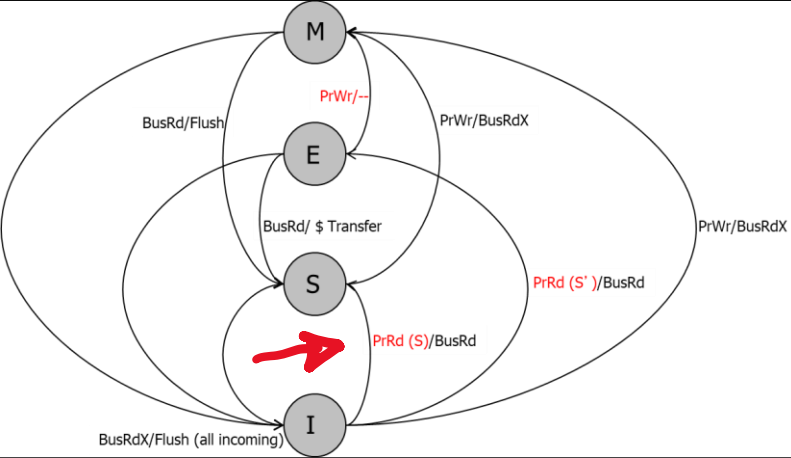 M
PrWr/--
BusRd/Flush
PrWr/BusRdX
E
BusRd/ $ Transfer
PrWr/BusRdX
S
PrRd (S' )/BusRd
PrRd (S)/BusRd
I
BusRdX/Flush (all incoming)